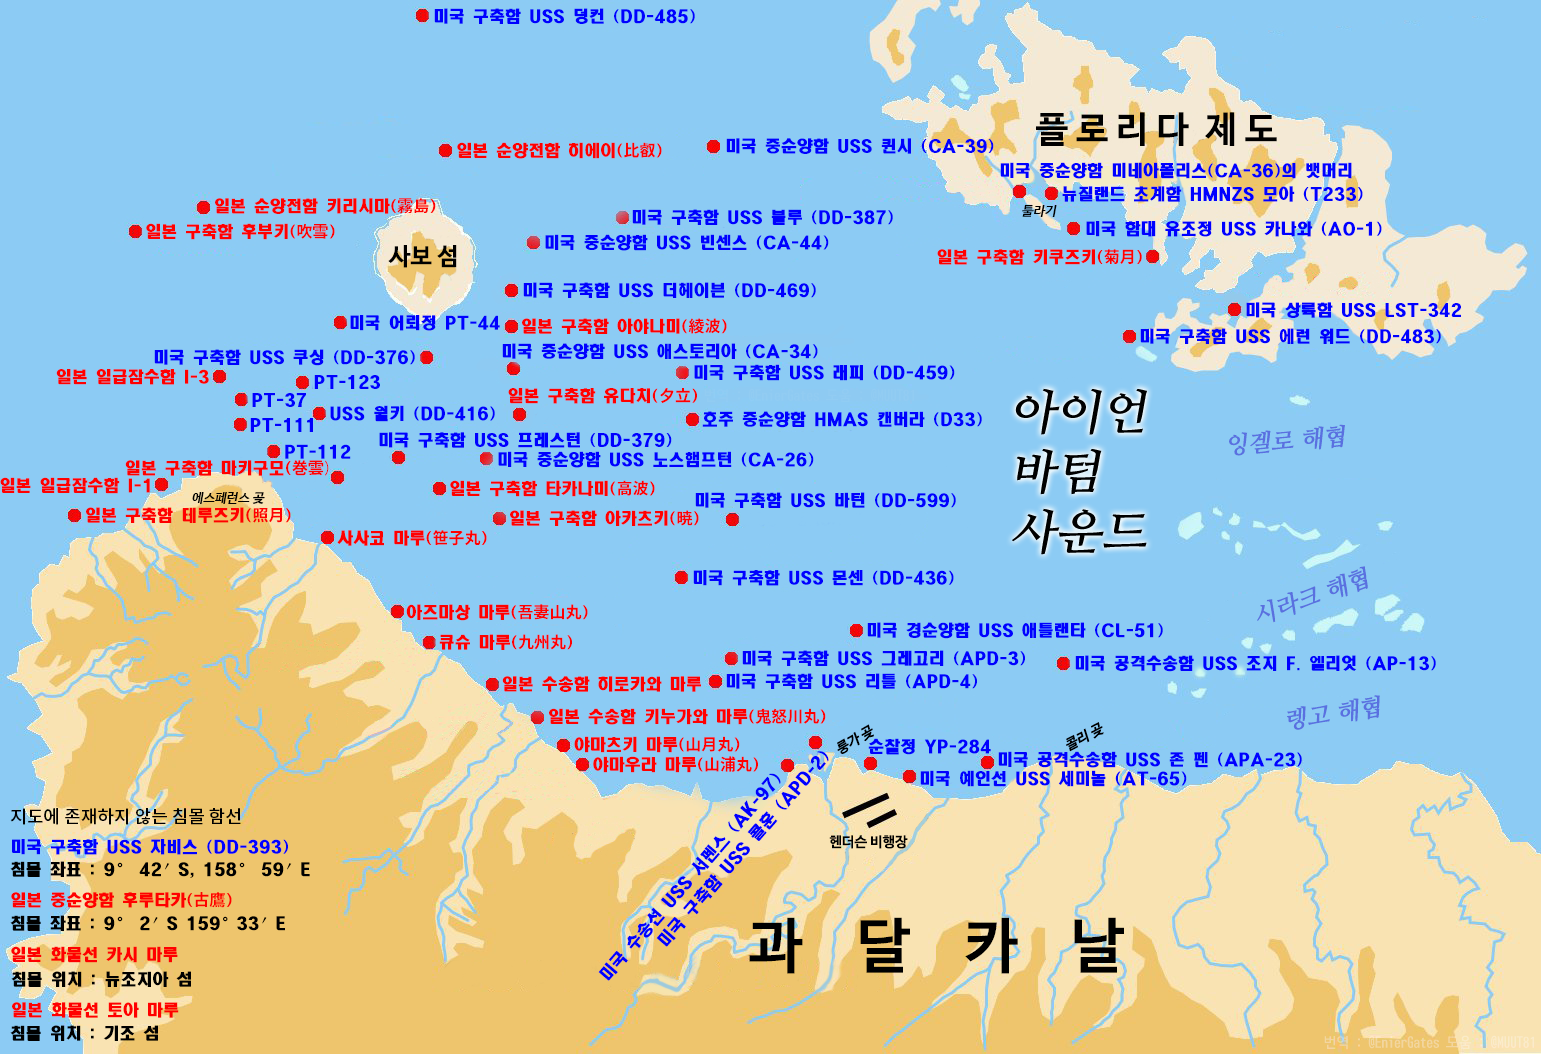 미국 구축함 USS 덩컨 (DD-485)
일본 순양전함 히에이(比叡)
미국 중순양함 USS 퀸시 (CA-39)
플로리다 제도
미국 중순양함 미네아폴리스(CA-36)의 뱃머리
뉴질랜드 초계함 HMNZS 모아 (T233)
툴라기
일본 순양전함 키리시마(霧島)
일본 구축함 후부키(吹雪)
사보 섬
미국 구축함 USS 블루 (DD-387)
미국 중순양함 USS 빈센스 (CA-44)
미국 함대 유조정 USS 카나와 (AO-1)
일본 구축함 키쿠즈키(菊月)
미국 구축함 USS 더헤이븐 (DD-469)
미국 상륙함 USS LST-342
미국 어뢰정 PT-44
일본 구축함 아야나미(綾波)
미국 구축함 USS 에런 워드 (DD-483)
미국 구축함 USS 쿠싱 (DD-376)
미국 중순양함 USS 애스토리아 (CA-34)
일본 일급잠수함 I-3
PT-123
미국 구축함 USS 래피 (DD-459)
PT-37
일본 구축함 유다치(夕立)
USS 월키 (DD-416)
호주 중순양함 HMAS 캔버라 (D33)
PT-111
미국 구축함 USS 프레스턴 (DD-379)
PT-112
미국 중순양함 USS 노스햄프턴 (CA-26)
아이언
바텀
사운드
잉겔로 해협
일본 구축함 마키구모(巻雲)
일본 일급잠수함 I-1
에스페런스 곶
일본 구축함 타카나미(高波)
미국 구축함 USS 바턴 (DD-599)
일본 구축함 테루즈키(照月)
일본 구축함 아카츠키(暁)
사사코 마루(笹子丸)
미국 구축함 USS 몬센 (DD-436)
시라크 해협
아즈마상 마루(吾妻山丸)
큐슈 마루(九州丸)
미국 경순양함 USS 애틀랜타 (CL-51)
미국 구축함 USS 그레고리 (APD-3)
미국 공격수송함 USS 조지 F. 엘리엇 (AP-13)
일본 수송함 히로카와 마루
미국 구축함 USS 리틀 (APD-4)
렝고 해협
일본 수송함 키누가와 마루(鬼怒川丸)
야마츠키 마루(山月丸)
야마우라 마루(山浦丸)
룽가 곶
순찰정 YP-284
콜리 곶
미국 공격수송함 USS 존 펜 (APA-23)
미국 예인선 USS 세미놀 (AT-65)
미국 수송선 USS 서펜스 (AK-97)
미국 구축함 USS 콜혼 (APD-2)
헨더슨 비행장
과 달 카 날
지도에 존재하지 않는 침몰 함선
미국 구축함 USS 자비스 (DD-393)
침몰 좌표 : 9° 42′ S, 158° 59′ E
일본 중순양함 후루타카(古鷹)
침몰 좌표 : 9° 2′ S 159° 33′ E
일본 화물선 카시 마루
침몰 위치 : 뉴조지아 섬
일본 화물선 토아 마루
침몰 위치 : 기조 섬
번역 : @EnterGates